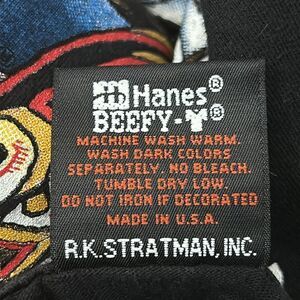 Hanes®
BEEFY-T®
MACHINE WASH WARM.
WASH DARK COLORS
SEPARATELY. NO BLEACH.
TUMBLE DRY LOW.
DO NOT IRON IF DECORATED
MADE IN U.S.A.
R.K. STRATMAN, INC.